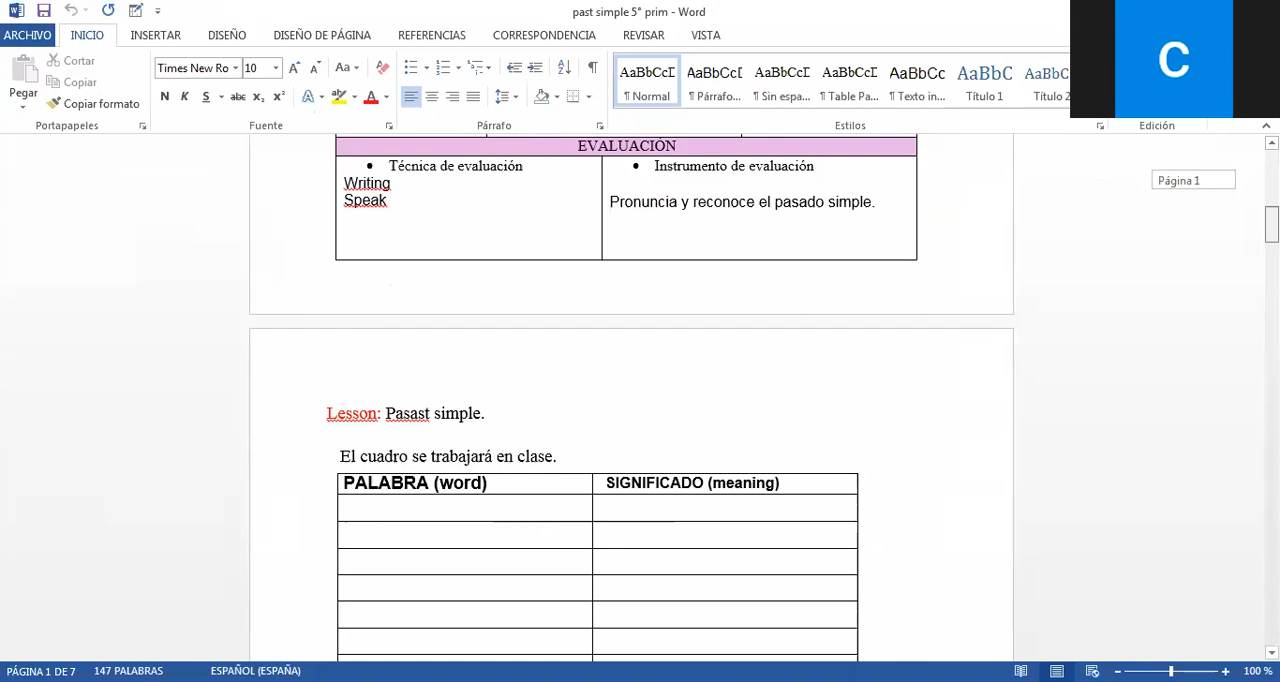 past simple 5° prim - Word
ARCHIVO INICIO INSERTAR DISEÑO DISEÑO DE PÁGINA REFERENCIAS CORRESPONDENCIA REVISAR VISTA
C
Pegar
Cortar
Copiar
Copiar formato
Portapapeles
Times New Ro 10
Aa
N K S abc x₂ x²
A A
Fuente
Párrafo
AaBbCcI AaBbC( AaBbCcI AaBbCcI AaBbCc AaBbC AaBbC
¶ Normal ¶ Párrafo... ¶ Sin espa... ¶ Table Pa... ¶ Texto in... Título 1 Título 2
Estilos
Edición
EVALUACIÓN
• Técnica de evaluación
Writing
Speak
• Instrumento de evaluación
Pronuncia y reconoce el pasado simple.
Página 1
Lesson: Pasast simple.
El cuadro se trabajará en clase.
PALABRA (word) SIGNIFICADO (meaning)
PÁGINA 1 DE 7 147 PALABRAS ESPAÑOL (ESPAÑA) 100 %